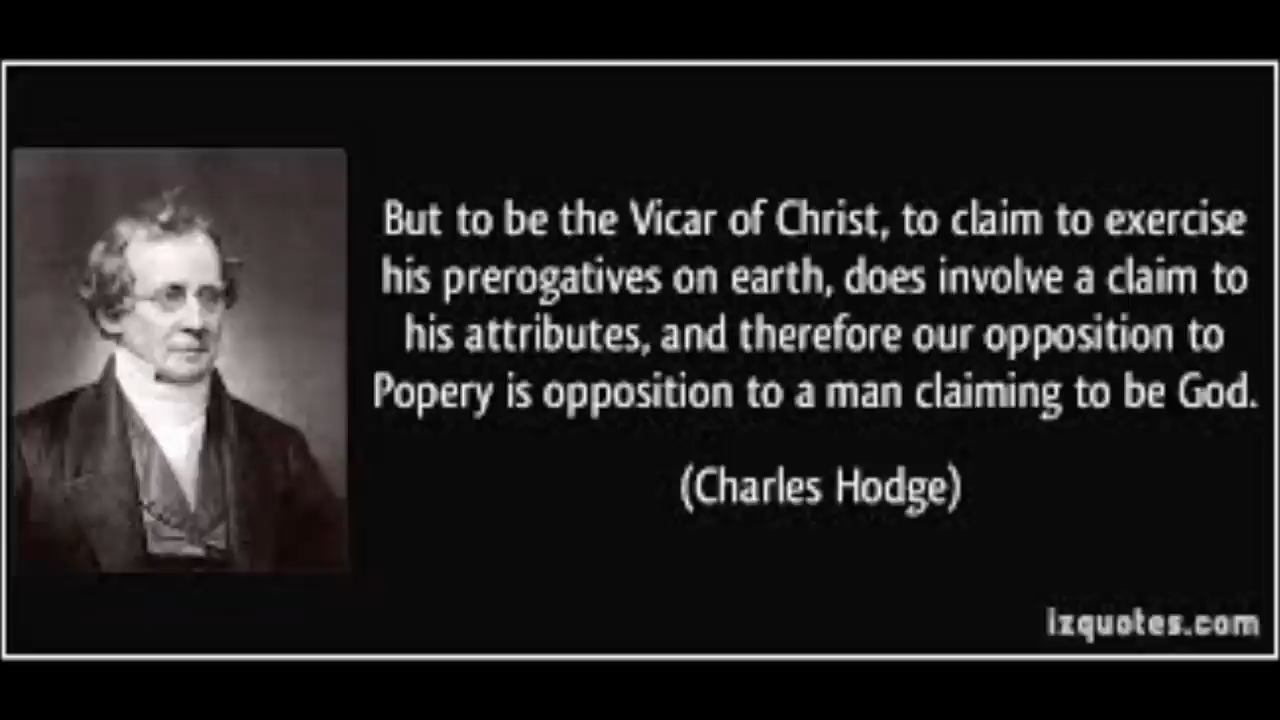 But to be the Vicar of Christ, to claim to exercise
his prerogatives on earth, does involve a claim to
his attributes, and therefore our opposition to
Popery is opposition to a man claiming to be God.
(Charles Hodge)
izquotes.com